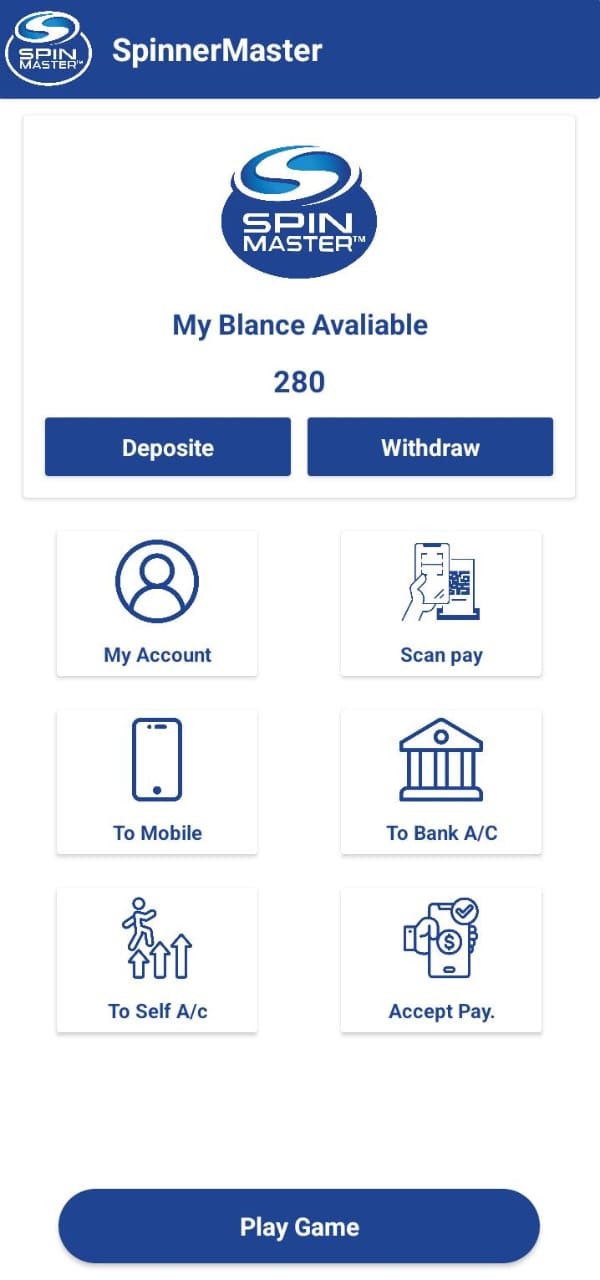 SPIN
MASTER™
SpinnerMaster
SPIN
MASTER™
My Blance Avaliable
280
Deposite
Withdraw
My Account
Scan pay
To Mobile
To Bank A/C
To Self A/c
Accept Pay.
Play Game